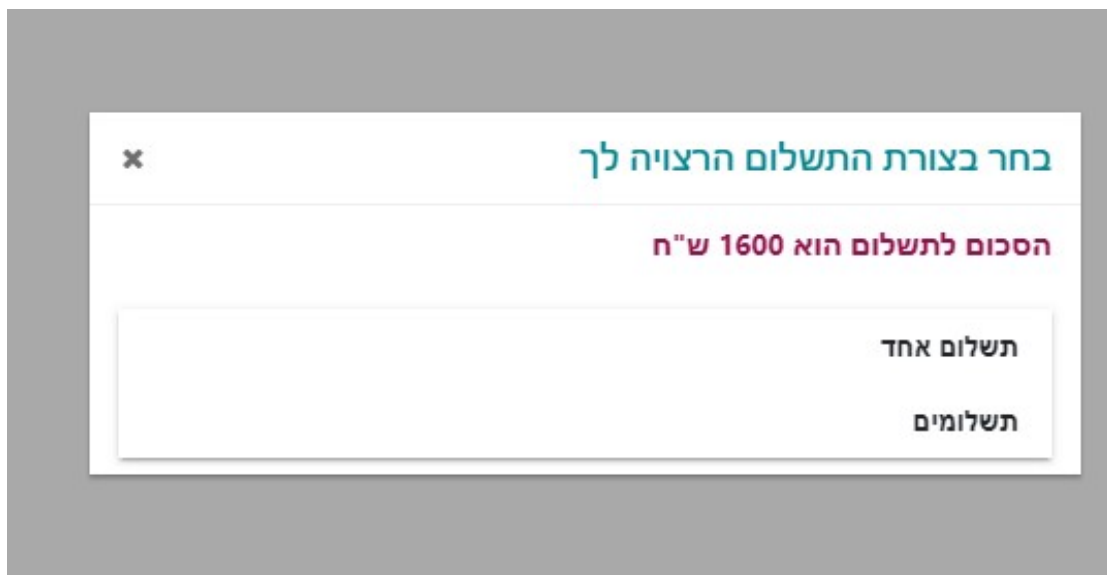 בחר בצורת התשלום הרצויה לך
הסכום לתשלום הוא 1600 ש"ח
תשלום אחד
תשלומים